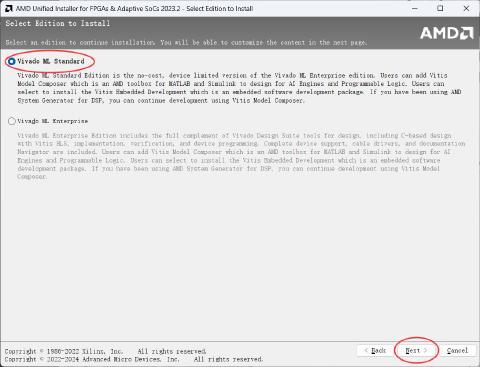 AMD Unified Installer for FPGAs & Adaptive SoCs 2023.2 - Select Edition to Install
Select Edition to Install
AMD
Select an edition to continue installation. You will be able to customize the content in the next page.
Vivado ML Standard
Vivado ML Standard Edition is the no-cost, device limited version of the Vivado ML Enterprise edition. Users can add Vitis
Model Composer which is an AMD toolbox for MATLAB and Simulink to design for AI Engines and Programmable Logic. Users can
select to install the Vitis Embedded Development which is an embedded software development package. If you have been using AMD
System Generator for DSP, you can continue development using Vitis Model Composer.
Vivado ML Enterprise
Vivado ML Enterprise Edition includes the full complement of Vivado Design Suite tools for design, including C-based design
with Vitis HLS, implementation, verification, and device programming. Complete device support, cable drivers, and documentation
Navigator are included. Users can add Vitis Model Composer which is an AMD toolbox for MATLAB and Simulink to design for AI
Engines and Programmable Logic. Users can select to install the Vitis Embedded Development which is an embedded software
development package. If you have been using AMD System Generator for DSP, you can continue development using Vitis Model
Composer.
Copyright © 1986-2022 Xilinx, Inc. All rights reserved.
Copyright © 2022-2024 Advanced Micro Devices, Inc. All rights reserved.
< Back
Next >
Cancel